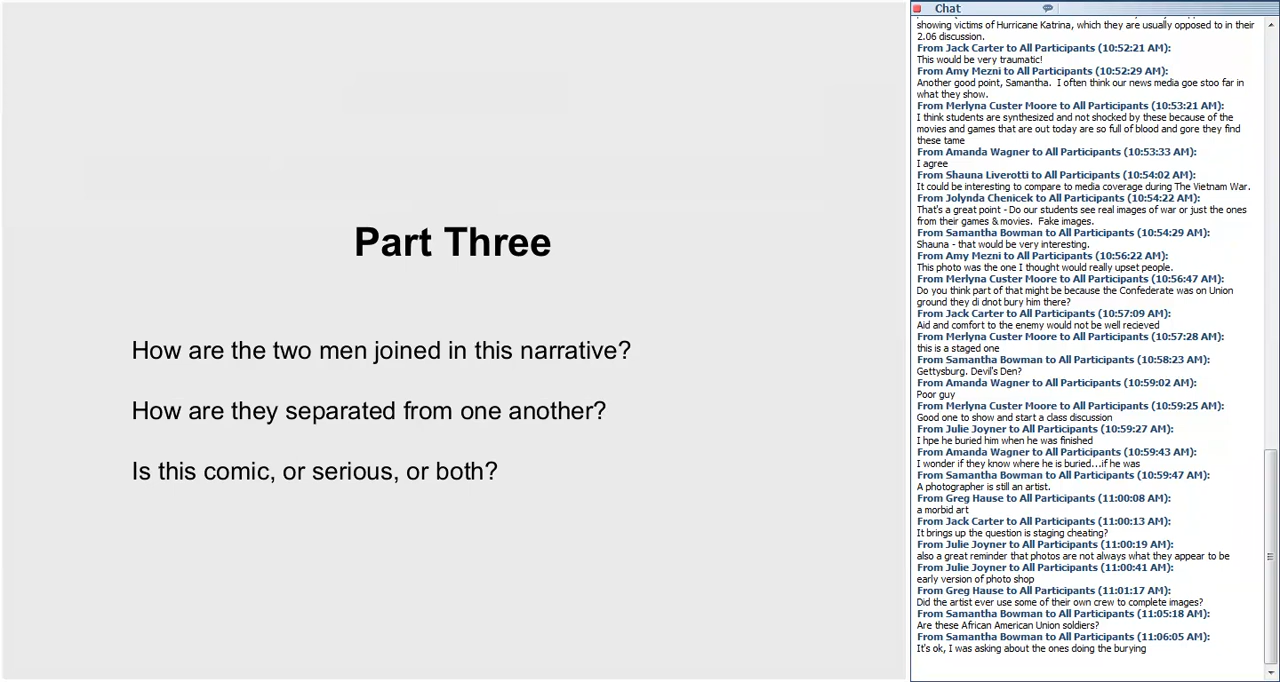 Part Three
How are the two men joined in this narrative?
How are they separated from one another?
Is this comic, or serious, or both?
Chat
showing victims of Hurricane Katrina, which they are usually opposed to in their
2.06 discussion.
From Jack Carter to All Participants (10:52:21 AM):
This would be very traumatic!
From Amy Mezni to All Participants (10:52:29 AM):
Another good point, Samantha.  I often think our news media goe stoo far in
what they show.
From Merlyna Custer Moore to All Participants (10:53:21 AM):
I think students are synthesized and not shocked by these because of the
movies and games that are out today are so full of blood and gore they find
these tame
From Amanda Wagner to All Participants (10:53:33 AM):
I agree
From Shauna Liverotti to All Participants (10:54:02 AM):
It could be interesting to compare to media coverage during The Vietnam War.
From Jolynda Chenicek to All Participants (10:54:22 AM):
That's a great point - Do our students see real images of war or just the ones
from their games & movies.  Fake images.
From Samantha Bowman to All Participants (10:54:29 AM):
Shauna - that would be very interesting.
From Amy Mezni to All Participants (10:56:22 AM):
This photo was the one I thought would really upset people.
From Merlyna Custer Moore to All Participants (10:56:47 AM):
Do you think part of that might be because the Confederate was on Union
ground they di dnot bury him there?
From Jack Carter to All Participants (10:57:09 AM):
Aid and comfort to the enemy would not be well recieved
From Merlyna Custer Moore to All Participants (10:57:28 AM):
this is a staged one
From Samantha Bowman to All Participants (10:58:23 AM):
Gettysburg. Devil's Den?
From Amanda Wagner to All Participants (10:59:02 AM):
Poor guy
From Merlyna Custer Moore to All Participants (10:59:25 AM):
Good one to show and start a class discussion
From Julie Joyner to All Participants (10:59:27 AM):
I hpe he buried him when he was finished
From Amanda Wagner to All Participants (10:59:43 AM):
I wonder if they know where he is buried...if he was
From Samantha Bowman to All Participants (10:59:47 AM):
A photographer is still an artist.
From Greg Hause to All Participants (11:00:08 AM):
a morbid art
From Jack Carter to All Participants (11:00:13 AM):
It brings up the question is staging cheating?
From Julie Joyner to All Participants (11:00:19 AM):
also a great reminder that photos are not always what they appear to be
From Julie Joyner to All Participants (11:00:41 AM):
early version of photo shop
From Greg Hause to All Participants (11:01:17 AM):
Did the artist ever use some of their own crew to complete images?
From Samantha Bowman to All Participants (11:05:18 AM):
Are these African American Union soldiers?
From Samantha Bowman to All Participants (11:06:05 AM):
It's ok, I was asking about the ones doing the burying